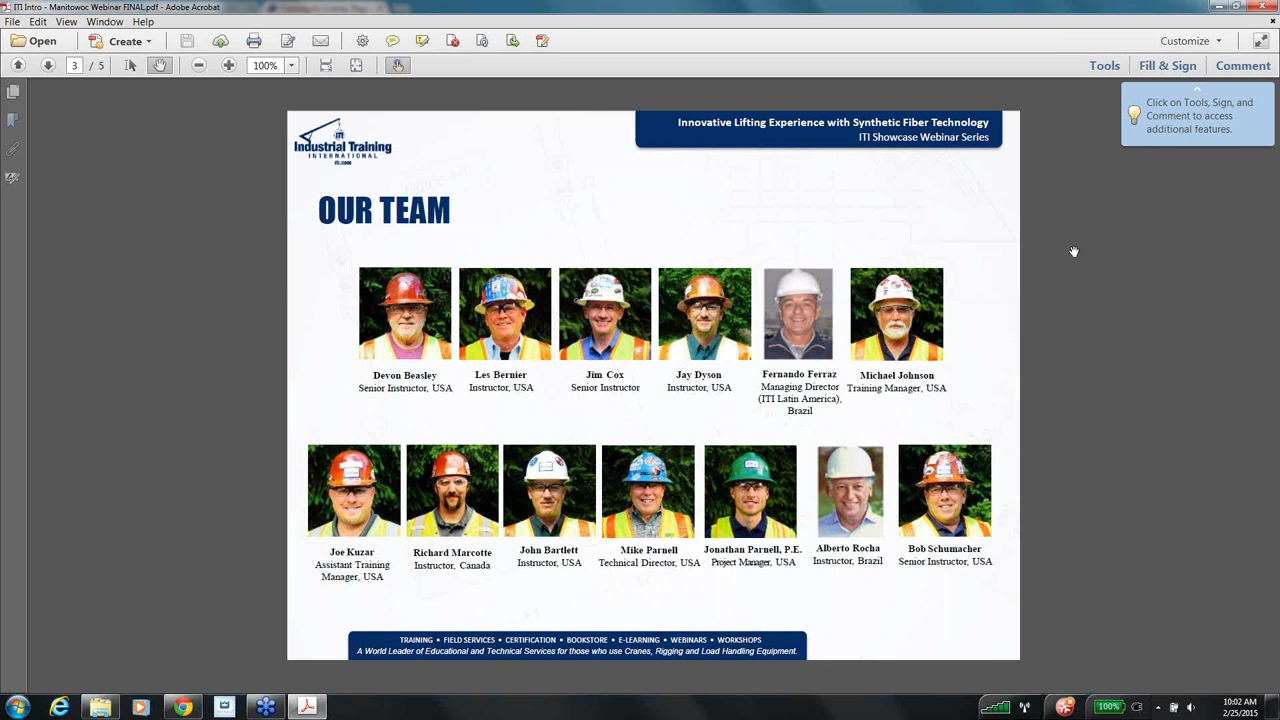 ITI Intro - Manitowoc Webinar FINAL.pdf - Adobe Acrobat
File Edit View Window Help
Open Create Customize
3 / 5 100% Tools Fill & Sign Comment
Click on Tools, Sign, and
Comment to access
additional features.
Industrial Training
INTERNATIONAL
iti.com
Innovative Lifting Experience with Synthetic Fiber Technology
ITI Showcase Webinar Series
OUR TEAM
Devon Beasley
Senior Instructor, USA
Les Bernier
Instructor, USA
Jim Cox
Senior Instructor
Jay Dyson
Instructor, USA
Fernando Ferraz
Managing Director
(ITI Latin America),
Brazil
Michael Johnson
Training Manager, USA
Joe Kuzar
Assistant Training
Manager, USA
Richard Marcotte
Instructor, Canada
John Bartlett
Instructor, USA
Mike Parnell
Technical Director, USA
Jonathan Parnell, P.E.
Project Manager, USA
Alberto Rocha
Instructor, Brazil
Bob Schumacher
Senior Instructor, USA
TRAINING • FIELD SERVICES • CERTIFICATION • BOOKSTORE • E-LEARNING • WEBINARS • WORKSHOPS
A World Leader of Educational and Technical Services for those who use Cranes, Rigging and Load Handling Equipment.
100%
10:02 AM
2/25/2015